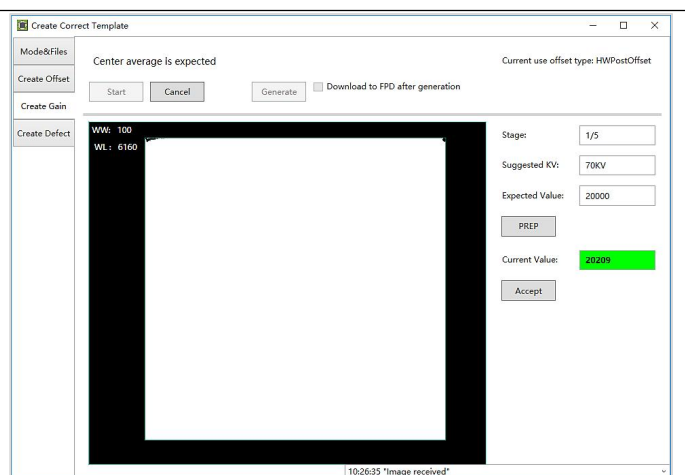 Create Correct Template
Mode&Files
Create Offset
Create Gain
Create Defect
Center average is expected
Current use offset type: HWPostOffset
Start
Cancel
Generate
Download to FPD after generation
WW: 100
WL: 6160
Stage: 1/5
Suggested KV: 70KV
Expected Value: 20000
PREP
Current Value: 20209
Accept
10:26:35 "Image received"